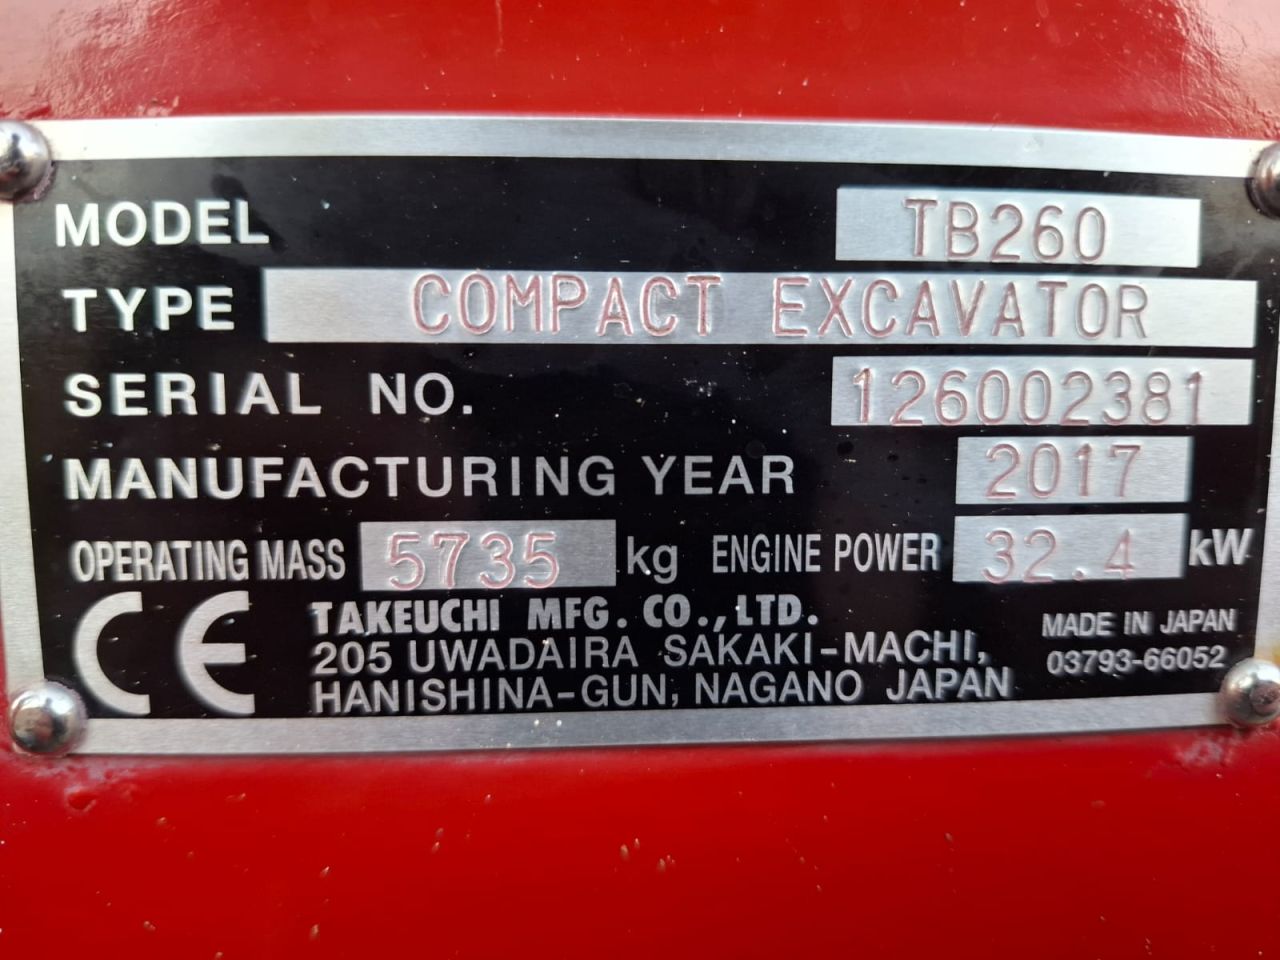 MODEL TB260
TYPE COMPACT EXCAVATOR
SERIAL NO. 126002381
MANUFACTURING YEAR 2017
OPERATING MASS 5735 kg ENGINE POWER 32.4 kW
CE
TAKEUCHI MFG. CO., LTD.
205 UWADAIRA SAKAKI-MACHI,
HANISHINA-GUN, NAGANO JAPAN
MADE IN JAPAN
03793-66052